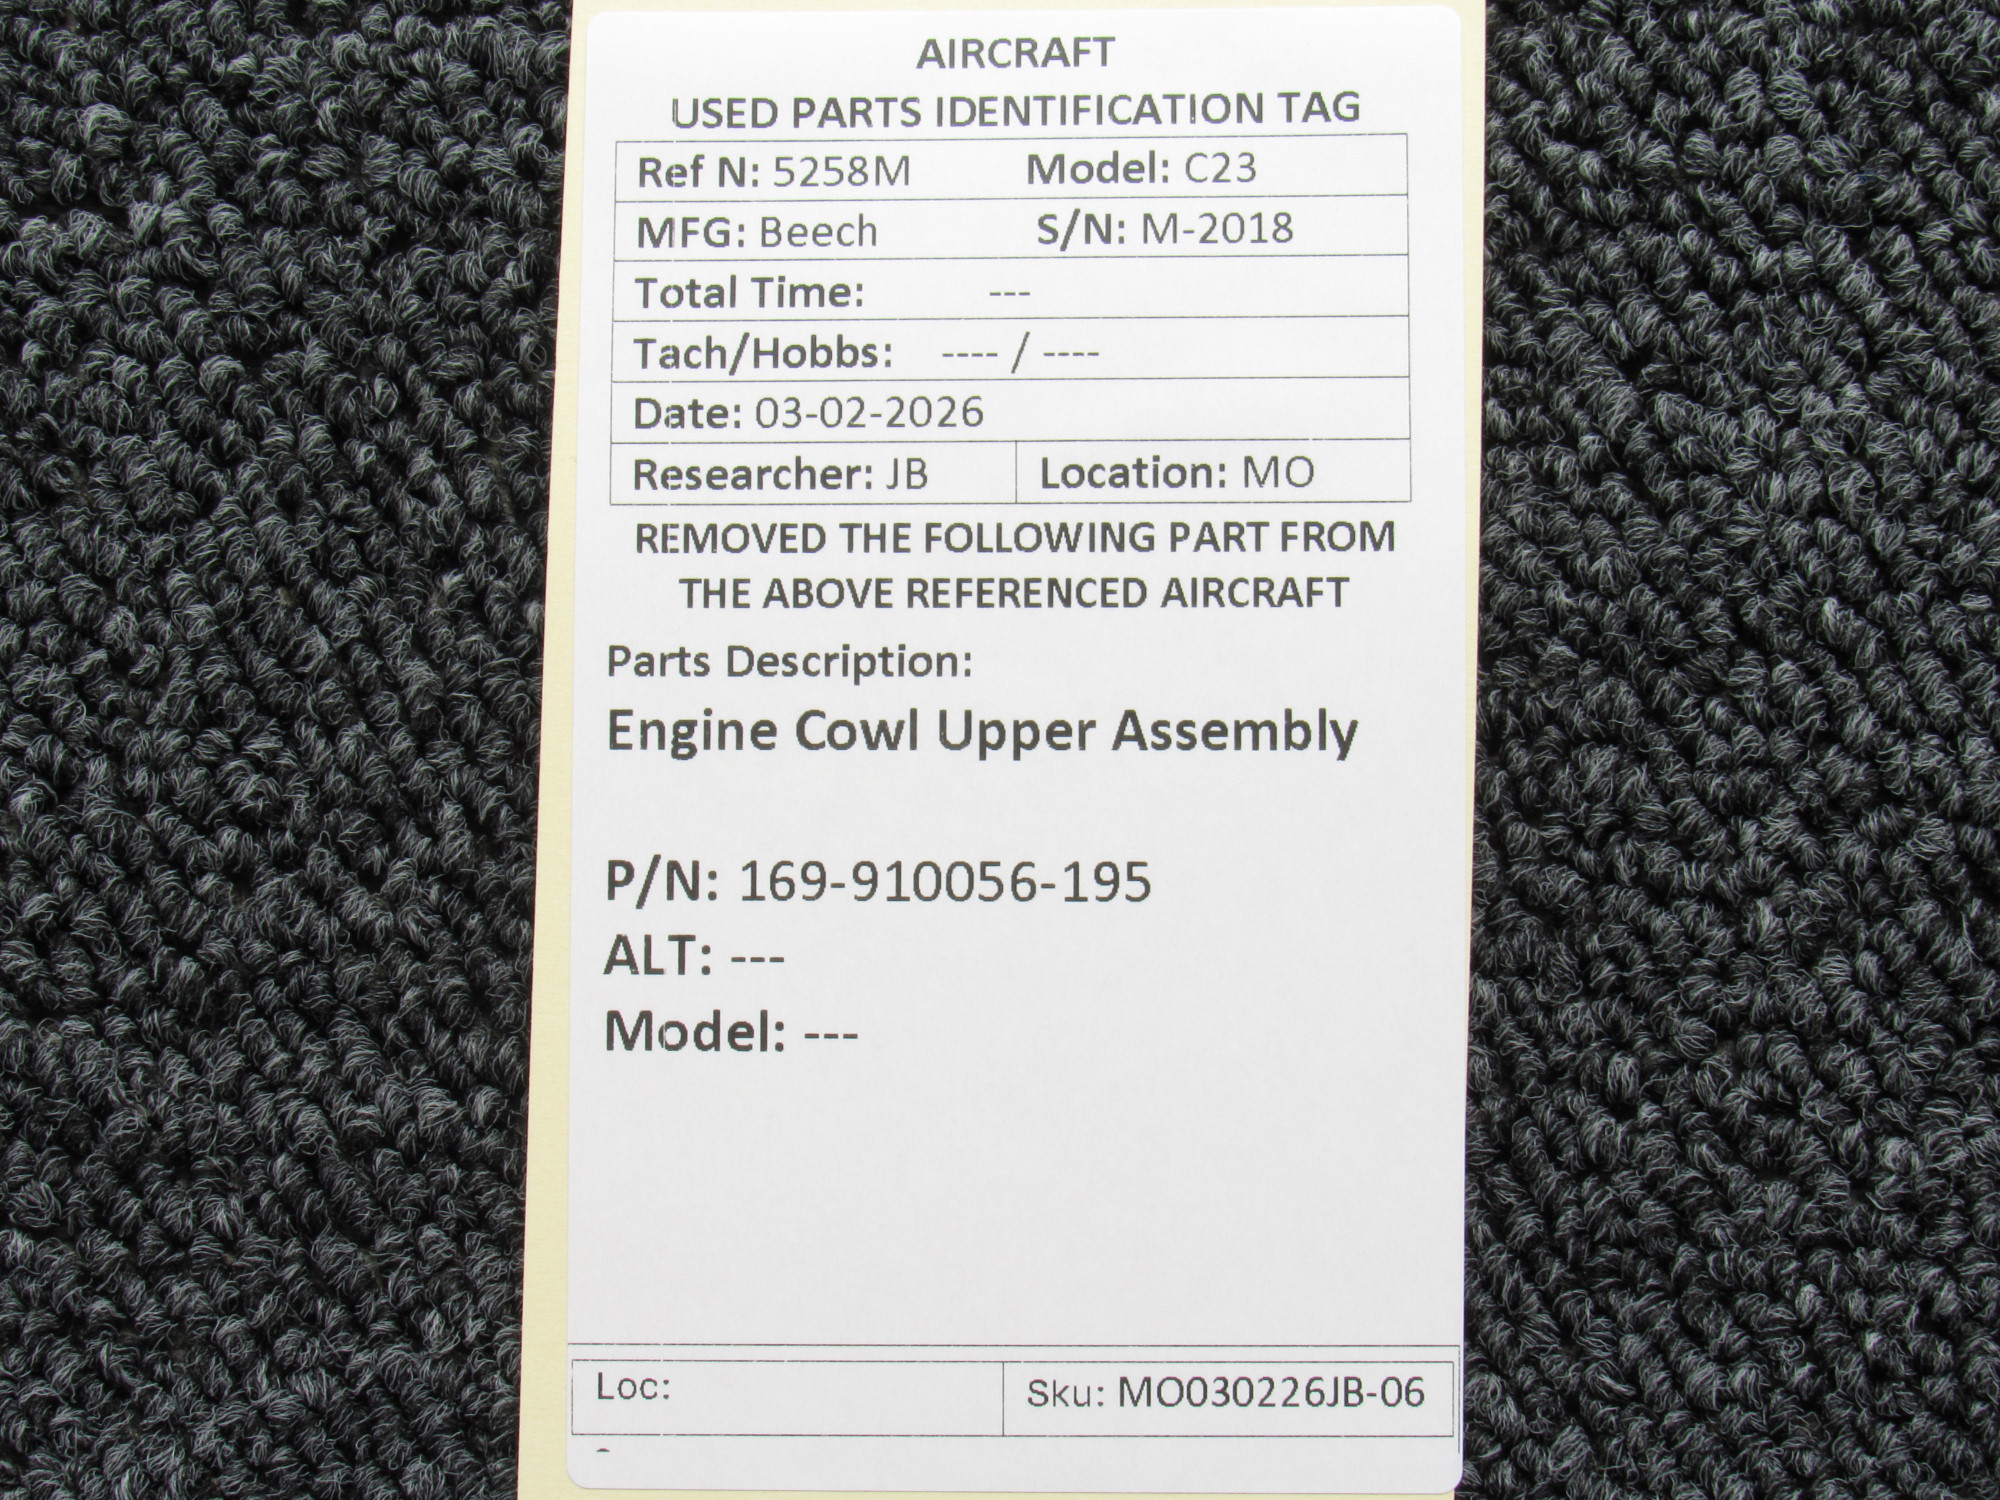 AIRCRAFT
USED PARTS IDENTIFICATION TAG
Ref N: 5258M Model: C23
MFG: Beech S/N: M-2018
Total Time: ---
Tach/Hobbs: ---- / ----
Date: 03-02-2026
Researcher: JB Location: MO
REMOVED THE FOLLOWING PART FROM
THE ABOVE REFERENCED AIRCRAFT
Parts Description:
Engine Cowl Upper Assembly
P/N: 169-910056-195
ALT: ---
Model: ---
Loc: Sku: MO030226JB-06